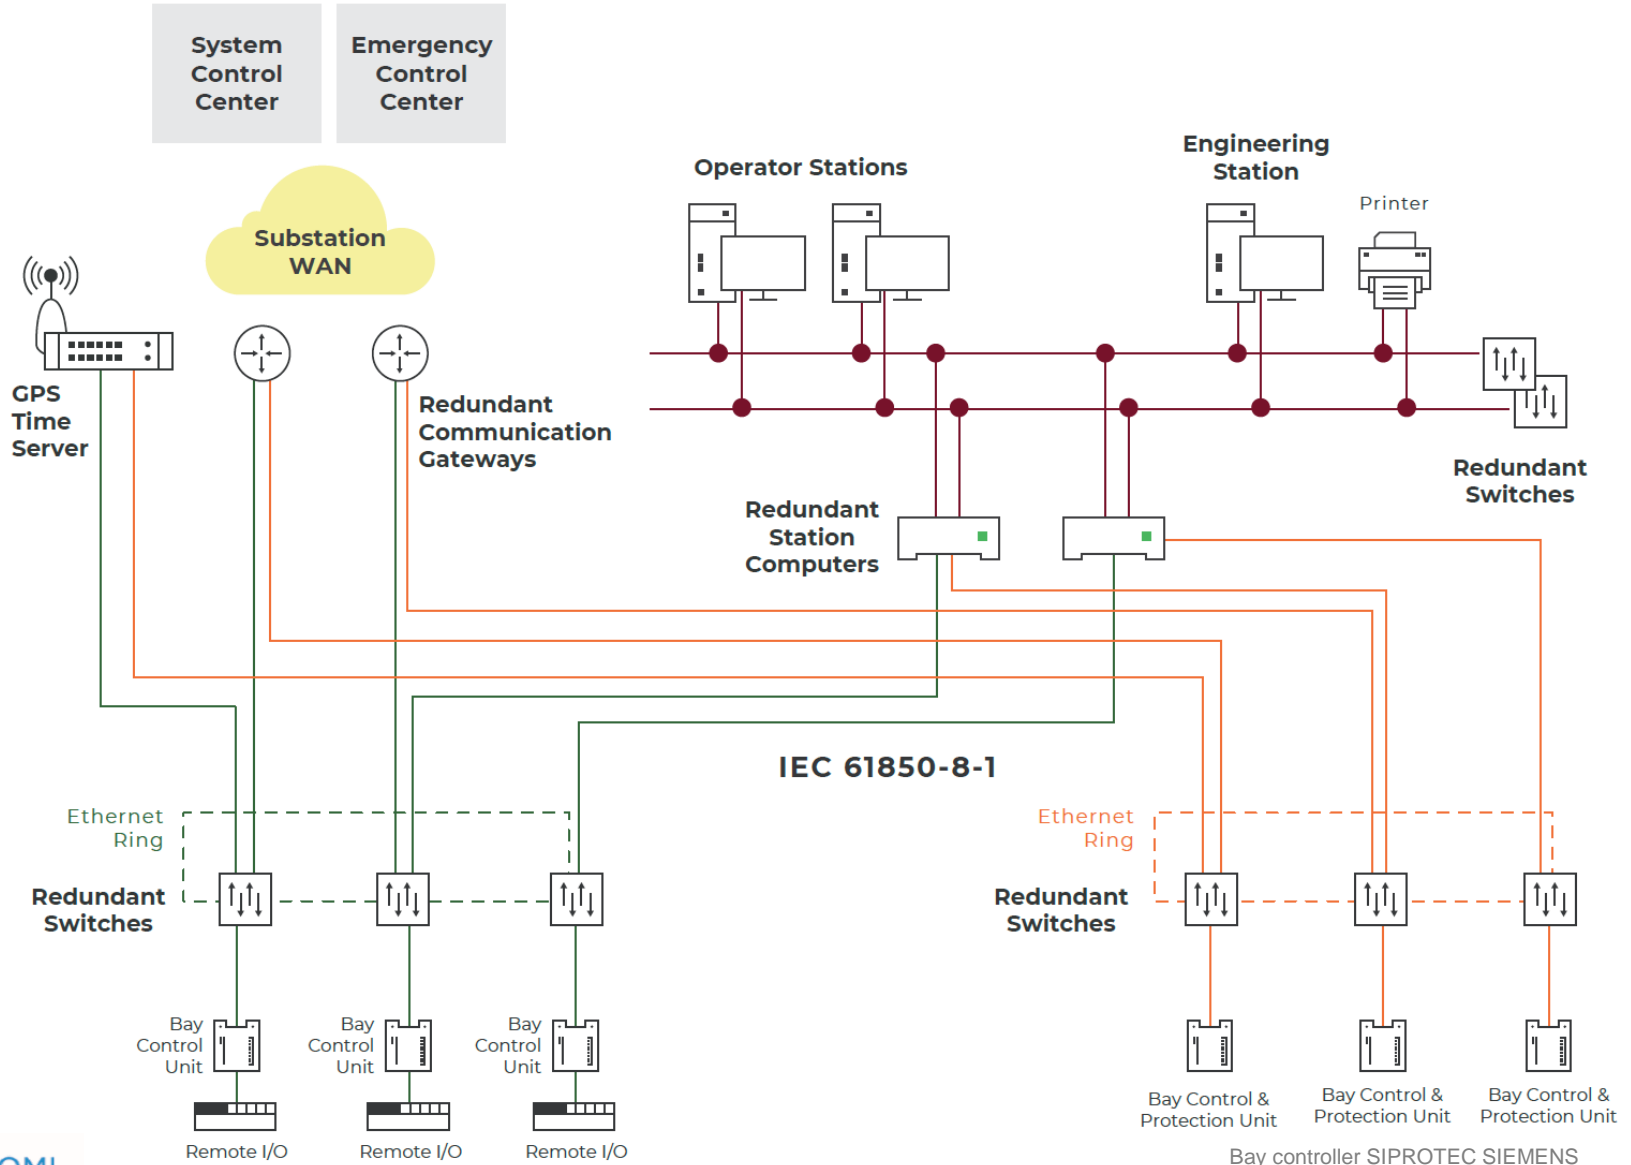 System
Control
Center
Emergency
Control
Center
Substation
WAN
Operator Stations
Engineering
Station
Printer
GPS
Time
Server
Redundant
Communication
Gateways
Redundant
Switches
Redundant
Station
Computers
IEC 61850-8-1
Ethernet
Ring
Redundant
Switches
Ethernet
Ring
Redundant
Switches
Bay
Control
Unit
Bay
Control
Unit
Bay
Control
Unit
Remote I/O
Remote I/O
Remote I/O
Bay Control &
Protection Unit
Bay Control &
Protection Unit
Bay Control &
Protection Unit
Bay controller SIPROTEC SIEMENS